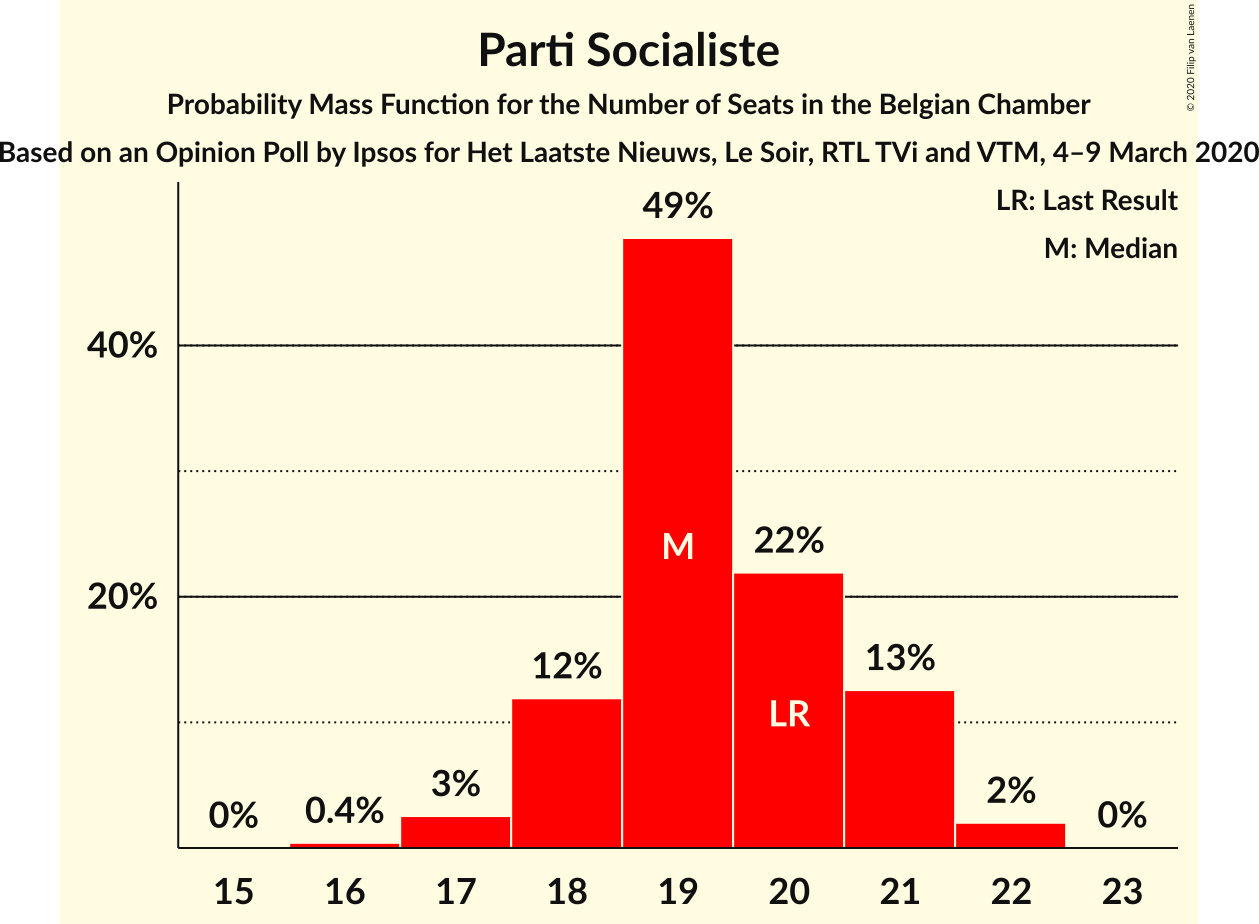 Parti Socialiste
Probability Mass Function for the Number of Seats in the Belgian Chamber
Based on an Opinion Poll by Ipsos for Het Laatste Nieuws, Le Soir, RTL TVi and VTM, 4–9 March 2020
© 2020 Filip van Laenen
LR: Last Result
M: Median
49%
40%
M
22%
20%
13%
12%
LR
3%
2%
0.4%
0%
0%
15 16 17 18 19 20 21 22 23